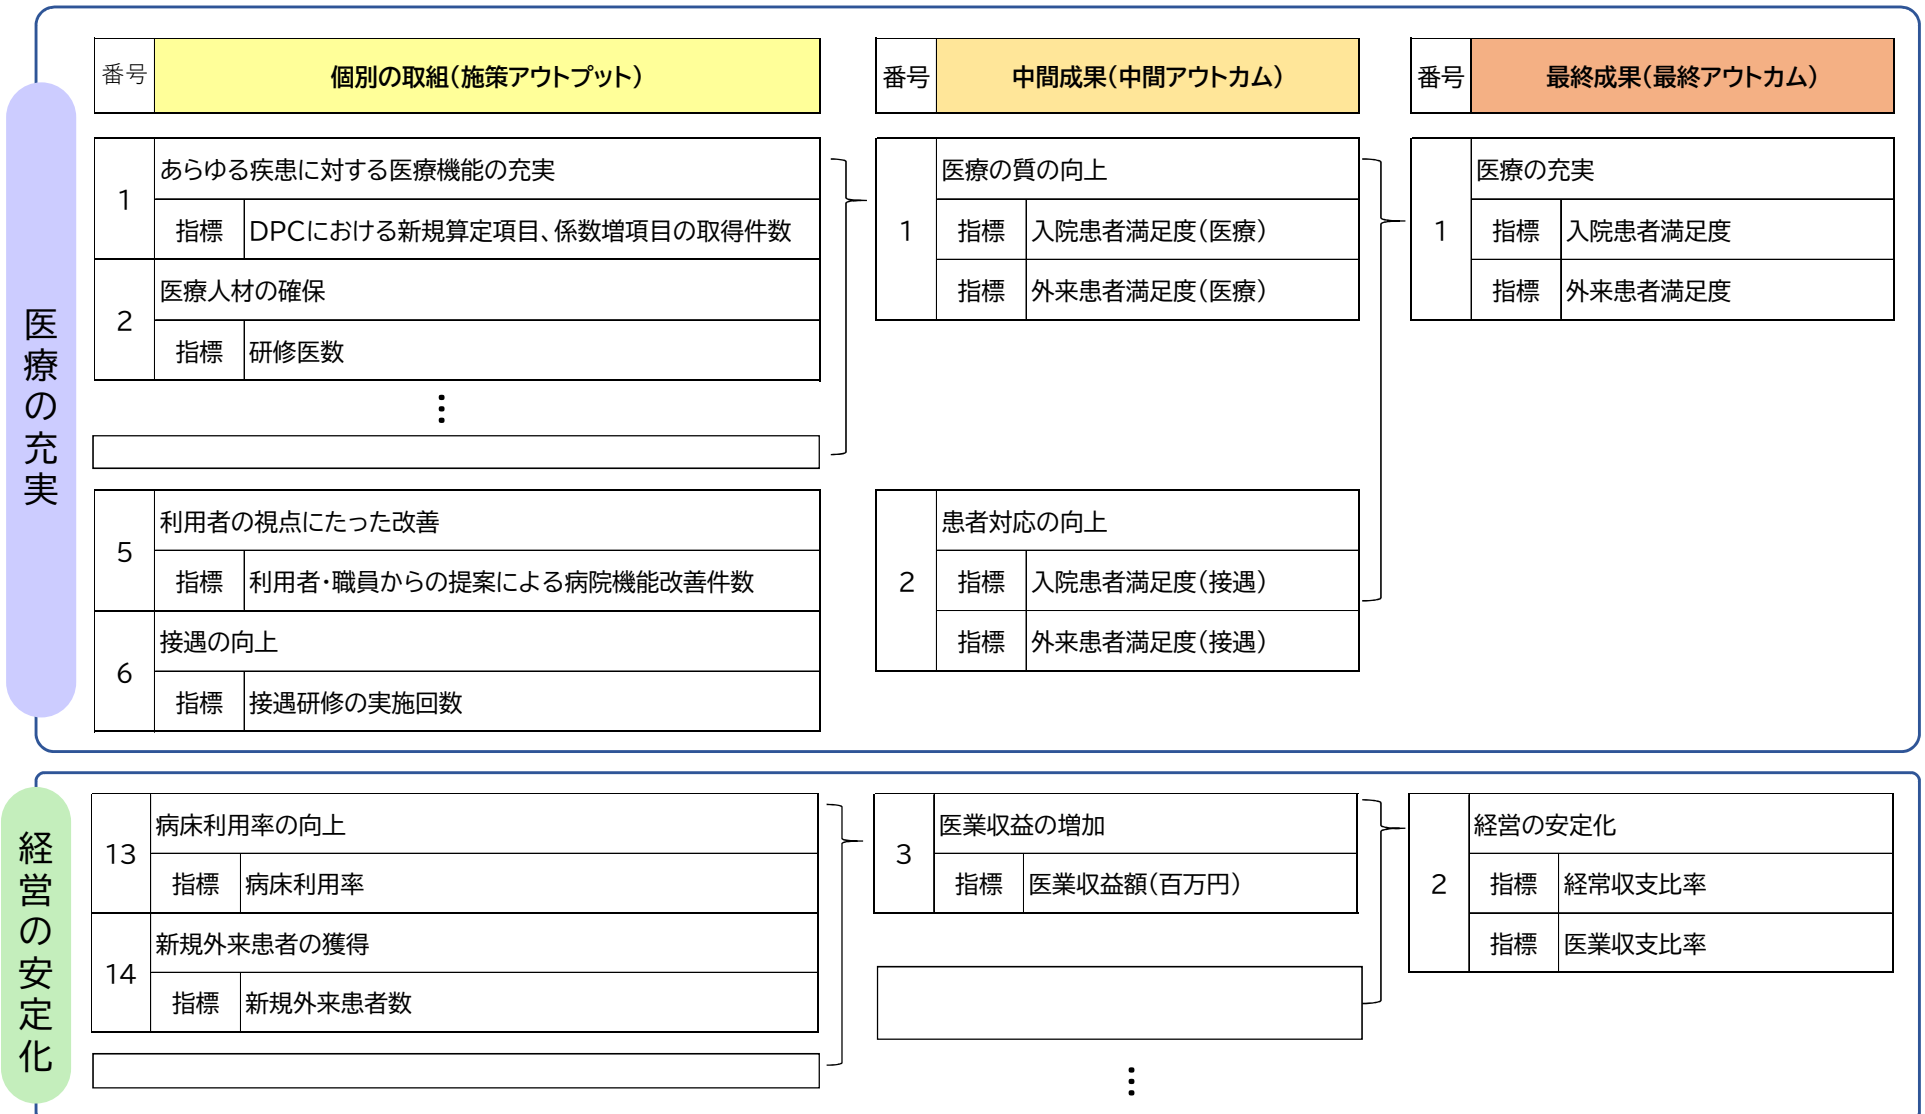 番号
個別の取組(施策アウトプット)
番号
中間成果(中間アウトカム)
番号
最終成果(最終アウトカム)
医療の充実
1
あらゆる疾患に対する医療機能の充実
指標
DPCにおける新規算定項目、係数増項目の取得件数
2
医療人材の確保
指標
研修医数
⋮
1
医療の質の向上
指標
入院患者満足度(医療)
指標
外来患者満足度(医療)
1
医療の充実
指標
入院患者満足度
指標
外来患者満足度
5
利用者の視点にたった改善
指標
利用者・職員からの提案による病院機能改善件数
6
接遇の向上
指標
接遇研修の実施回数
2
患者対応の向上
指標
入院患者満足度(接遇)
指標
外来患者満足度(接遇)
経営の安定化
13
病床利用率の向上
指標
病床利用率
14
新規外来患者の獲得
指標
新規外来患者数
3
医業収益の増加
指標
医業収益額(百万円)
⋮
2
経営の安定化
指標
経常収支比率
指標
医業収支比率